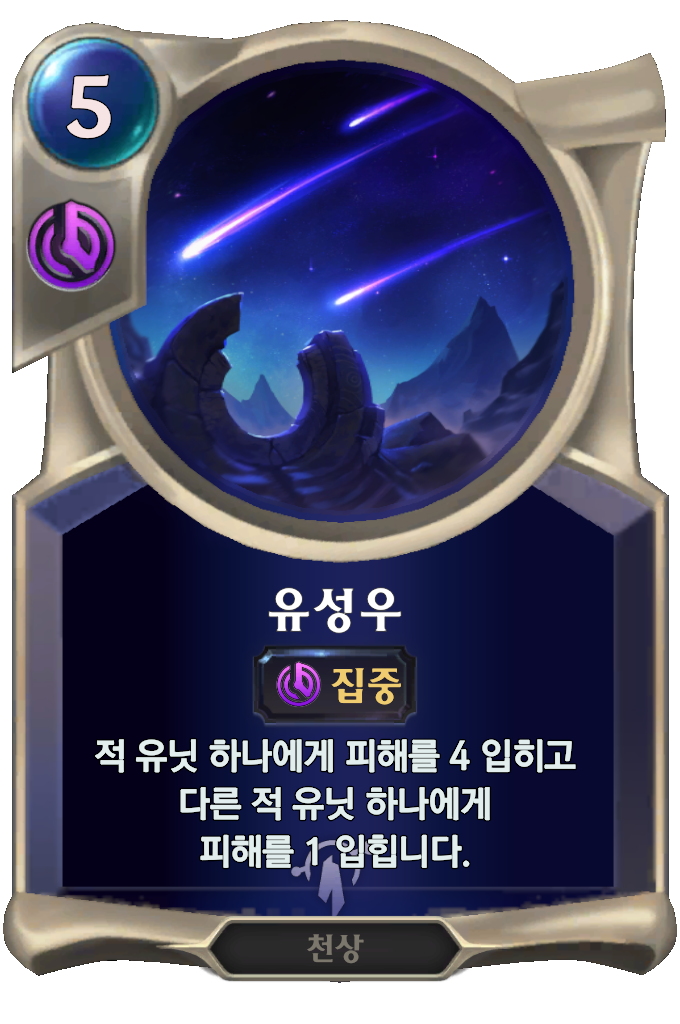 5
유성우
집중
적 유닛 하나에게 피해를 4 입히고
다른 적 유닛 하나에게
피해를 1 입힙니다.
천상